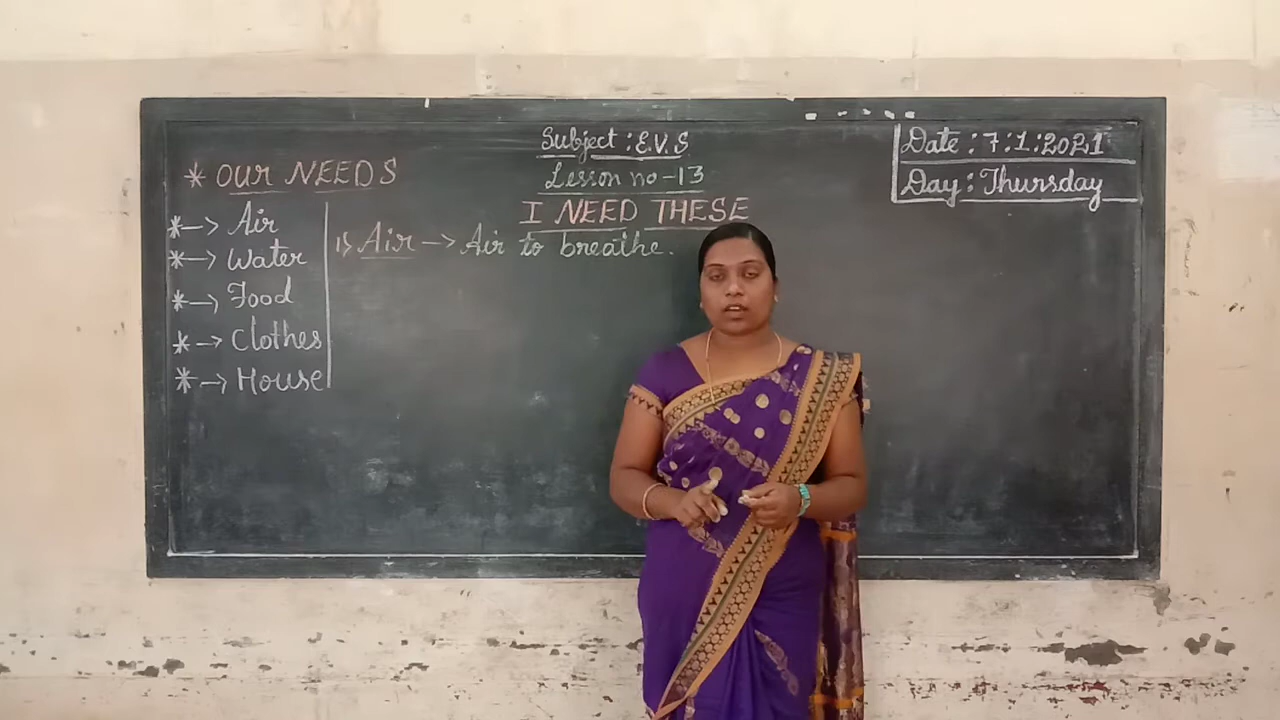 Subject : E.V.S
Lesson no-13
I NEED THESE
Date : 7:1:2021
Day : Thursday
* OUR NEEDS
*—> Air
*—> Water
*—> Food
*—> Clothes
*—> House
1) Air —> Air to breathe.